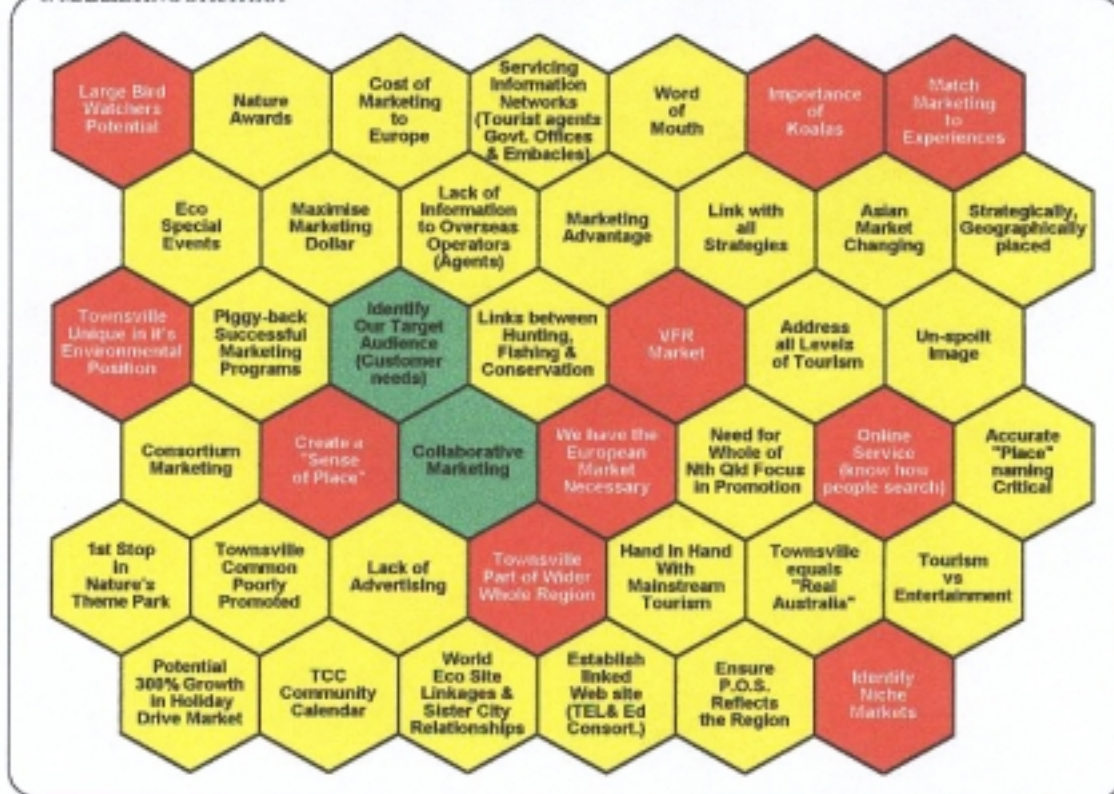 Large Bird
Watchers
Potential
Nature
Awards
Cost of
Marketing
to
Europe
Servicing
Information
Networks
(Tourist agents
Govt. Offices
& Embacles)
Word
of
Mouth
Importance
of
Koalas
Match
Marketing
to
Experiences
Eco
Special
Events
Maximise
Marketing
Dollar
Lack of
Information
to Overseas
Operators
(Agents)
Marketing
Advantage
Link with
all
Strategies
Asian
Market
Changing
Strategically,
Geographically
placed
Townsville
Unique in it's
Environmental
Position
Piggy-back
Successful
Marketing
Programs
Identify
Our Target
Audience
(Customer
needs)
Links between
Hunting,
Fishing &
Conservation
VFR
Market
Address
all Levels
of Tourism
Un-spoilt
Image
Consortium
Marketing
Create a
"Sense
of Place"
Collaborative
Marketing
We have the
European
Market
Necessary
Need for
Whole of
Nth Qld Focus
in Promotion
Online
Service
(know how
people search)
Accurate
"Place"
naming
Critical
1st Stop
in
Nature's
Theme Park
Townsville
Common
Poorly
Promoted
Lack of
Advertising
Townsville
Part of Wider
Whole Region
Hand In Hand
With
Mainstream
Tourism
Townsville
equals
"Real
Australia"
Tourism
vs
Entertainment
Potential
300% Growth
in Holiday
Drive Market
TCC
Community
Calendar
World
Eco Site
Linkages &
Sister City
Relationships
Establish
linked
Web site
(TEL& Ed
Consort.)
Ensure
P.O.S.
Reflects
the Region
Identify
Niche
Markets